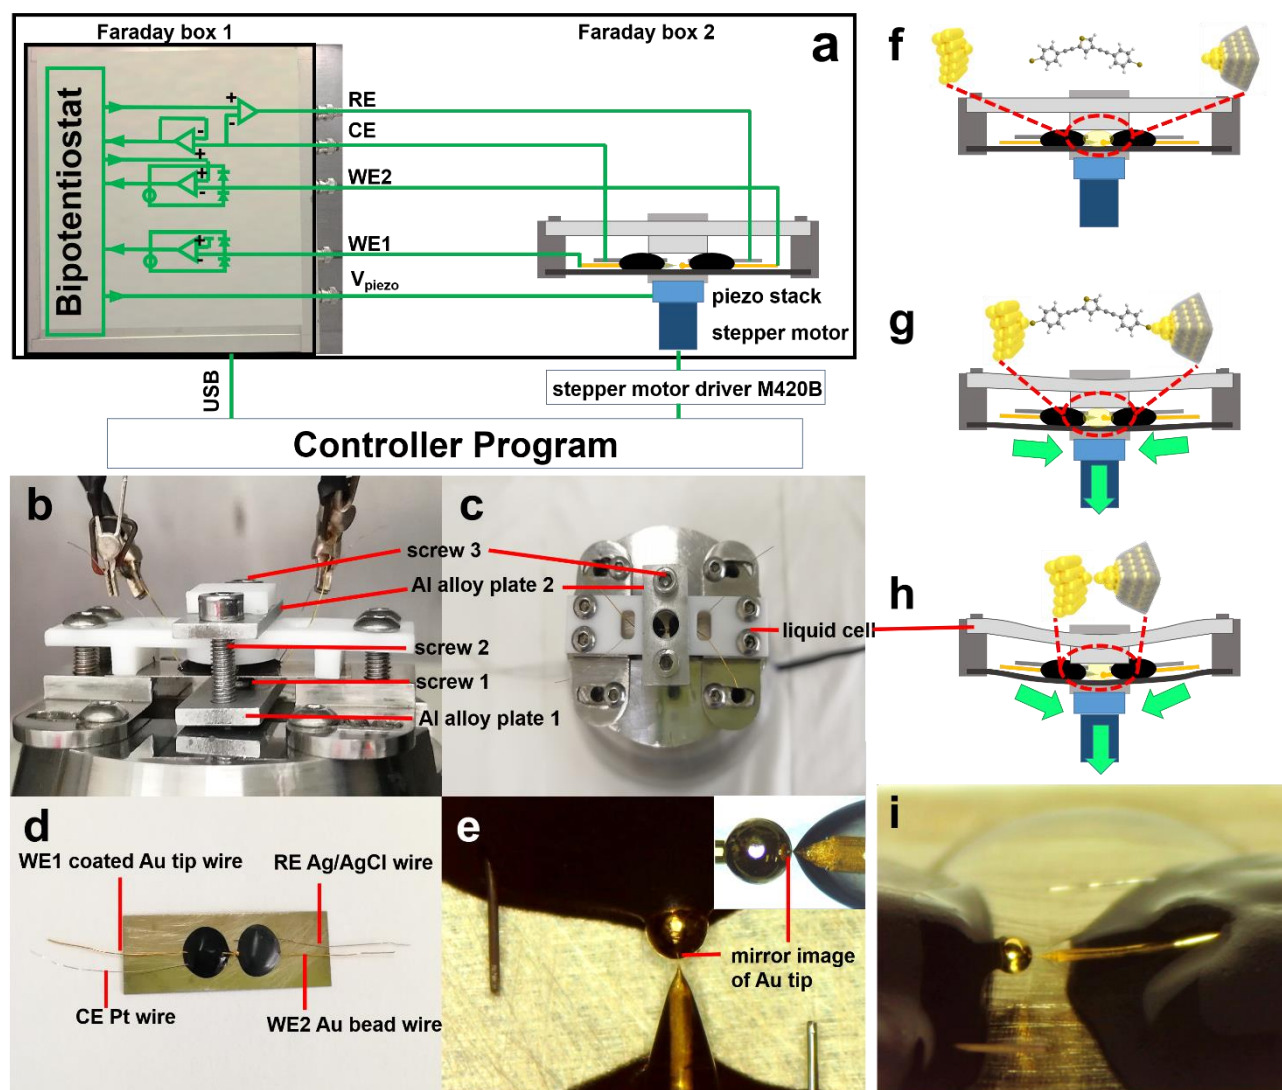 Faraday box 1
Faraday box 2
a
Bipotentiostat
+
-
-
+
+
-
+
-
RE
CE
WE2
WE1
Vpiezo
piezo stack
stepper motor
USB
stepper motor driver M420B
Controller Program
b
c
screw 3
Al alloy plate 2
liquid cell
screw 2
screw 1
Al alloy plate 1
d
WE1 coated Au tip wire
RE Ag/AgCl wire
CE Pt wire
WE2 Au bead wire
e
mirror image
of Au tip
f
g
h
i